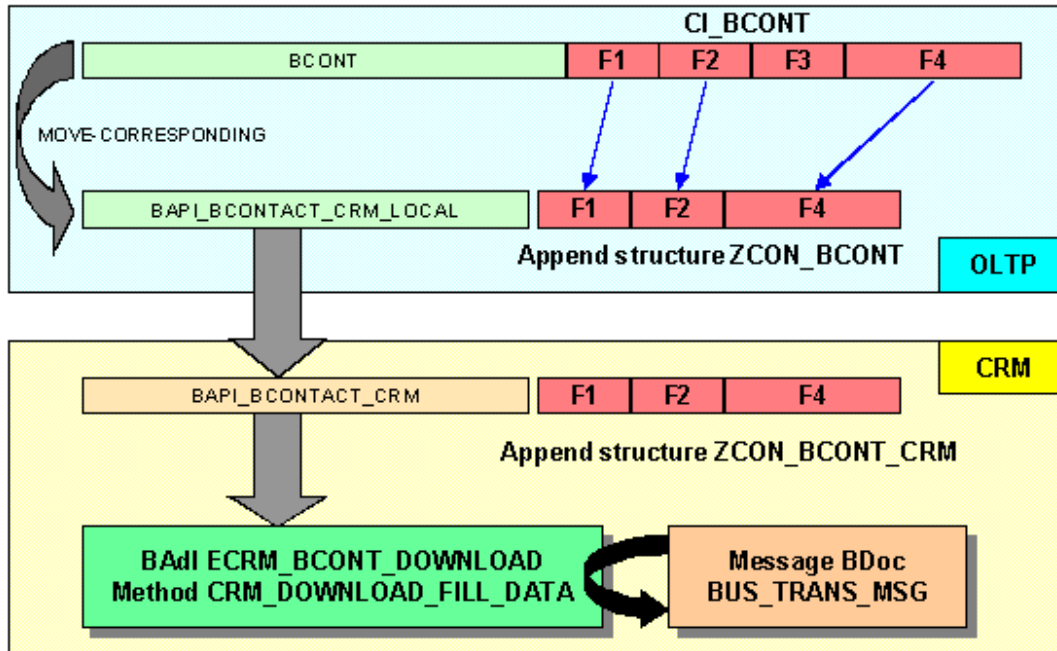 CI_BCONT
BCONT F1 F2 F3 F4
MOVE-CORRESPONDING
BAPI_BCONTACT_CRM_LOCAL F1 F2 F4
Append structure ZCON_BCONT
OLTP
CRM
BAPI_BCONTACT_CRM F1 F2 F4
Append structure ZCON_BCONT_CRM
BAdI ECRM_BCONT_DOWNLOAD
Method CRM_DOWNLOAD_FILL_DATA
Message BDoc
BUS_TRANS_MSG